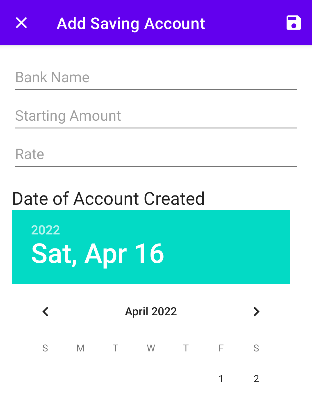 Add Saving Account
Bank Name
Starting Amount
Rate
Date of Account Created
2022
Sat, Apr 16
April 2022
S M T W T F S
1 2